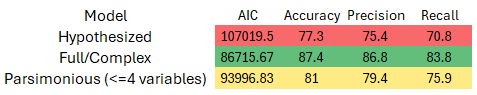 Model AIC Accuracy Precision Recall
Hypothesized 107019.5 77.3 75.4 70.8
Full/Complex 86715.67 87.4 86.8 83.8
Parsimonious (<=4 variables) 93996.83 81 79.4 75.9